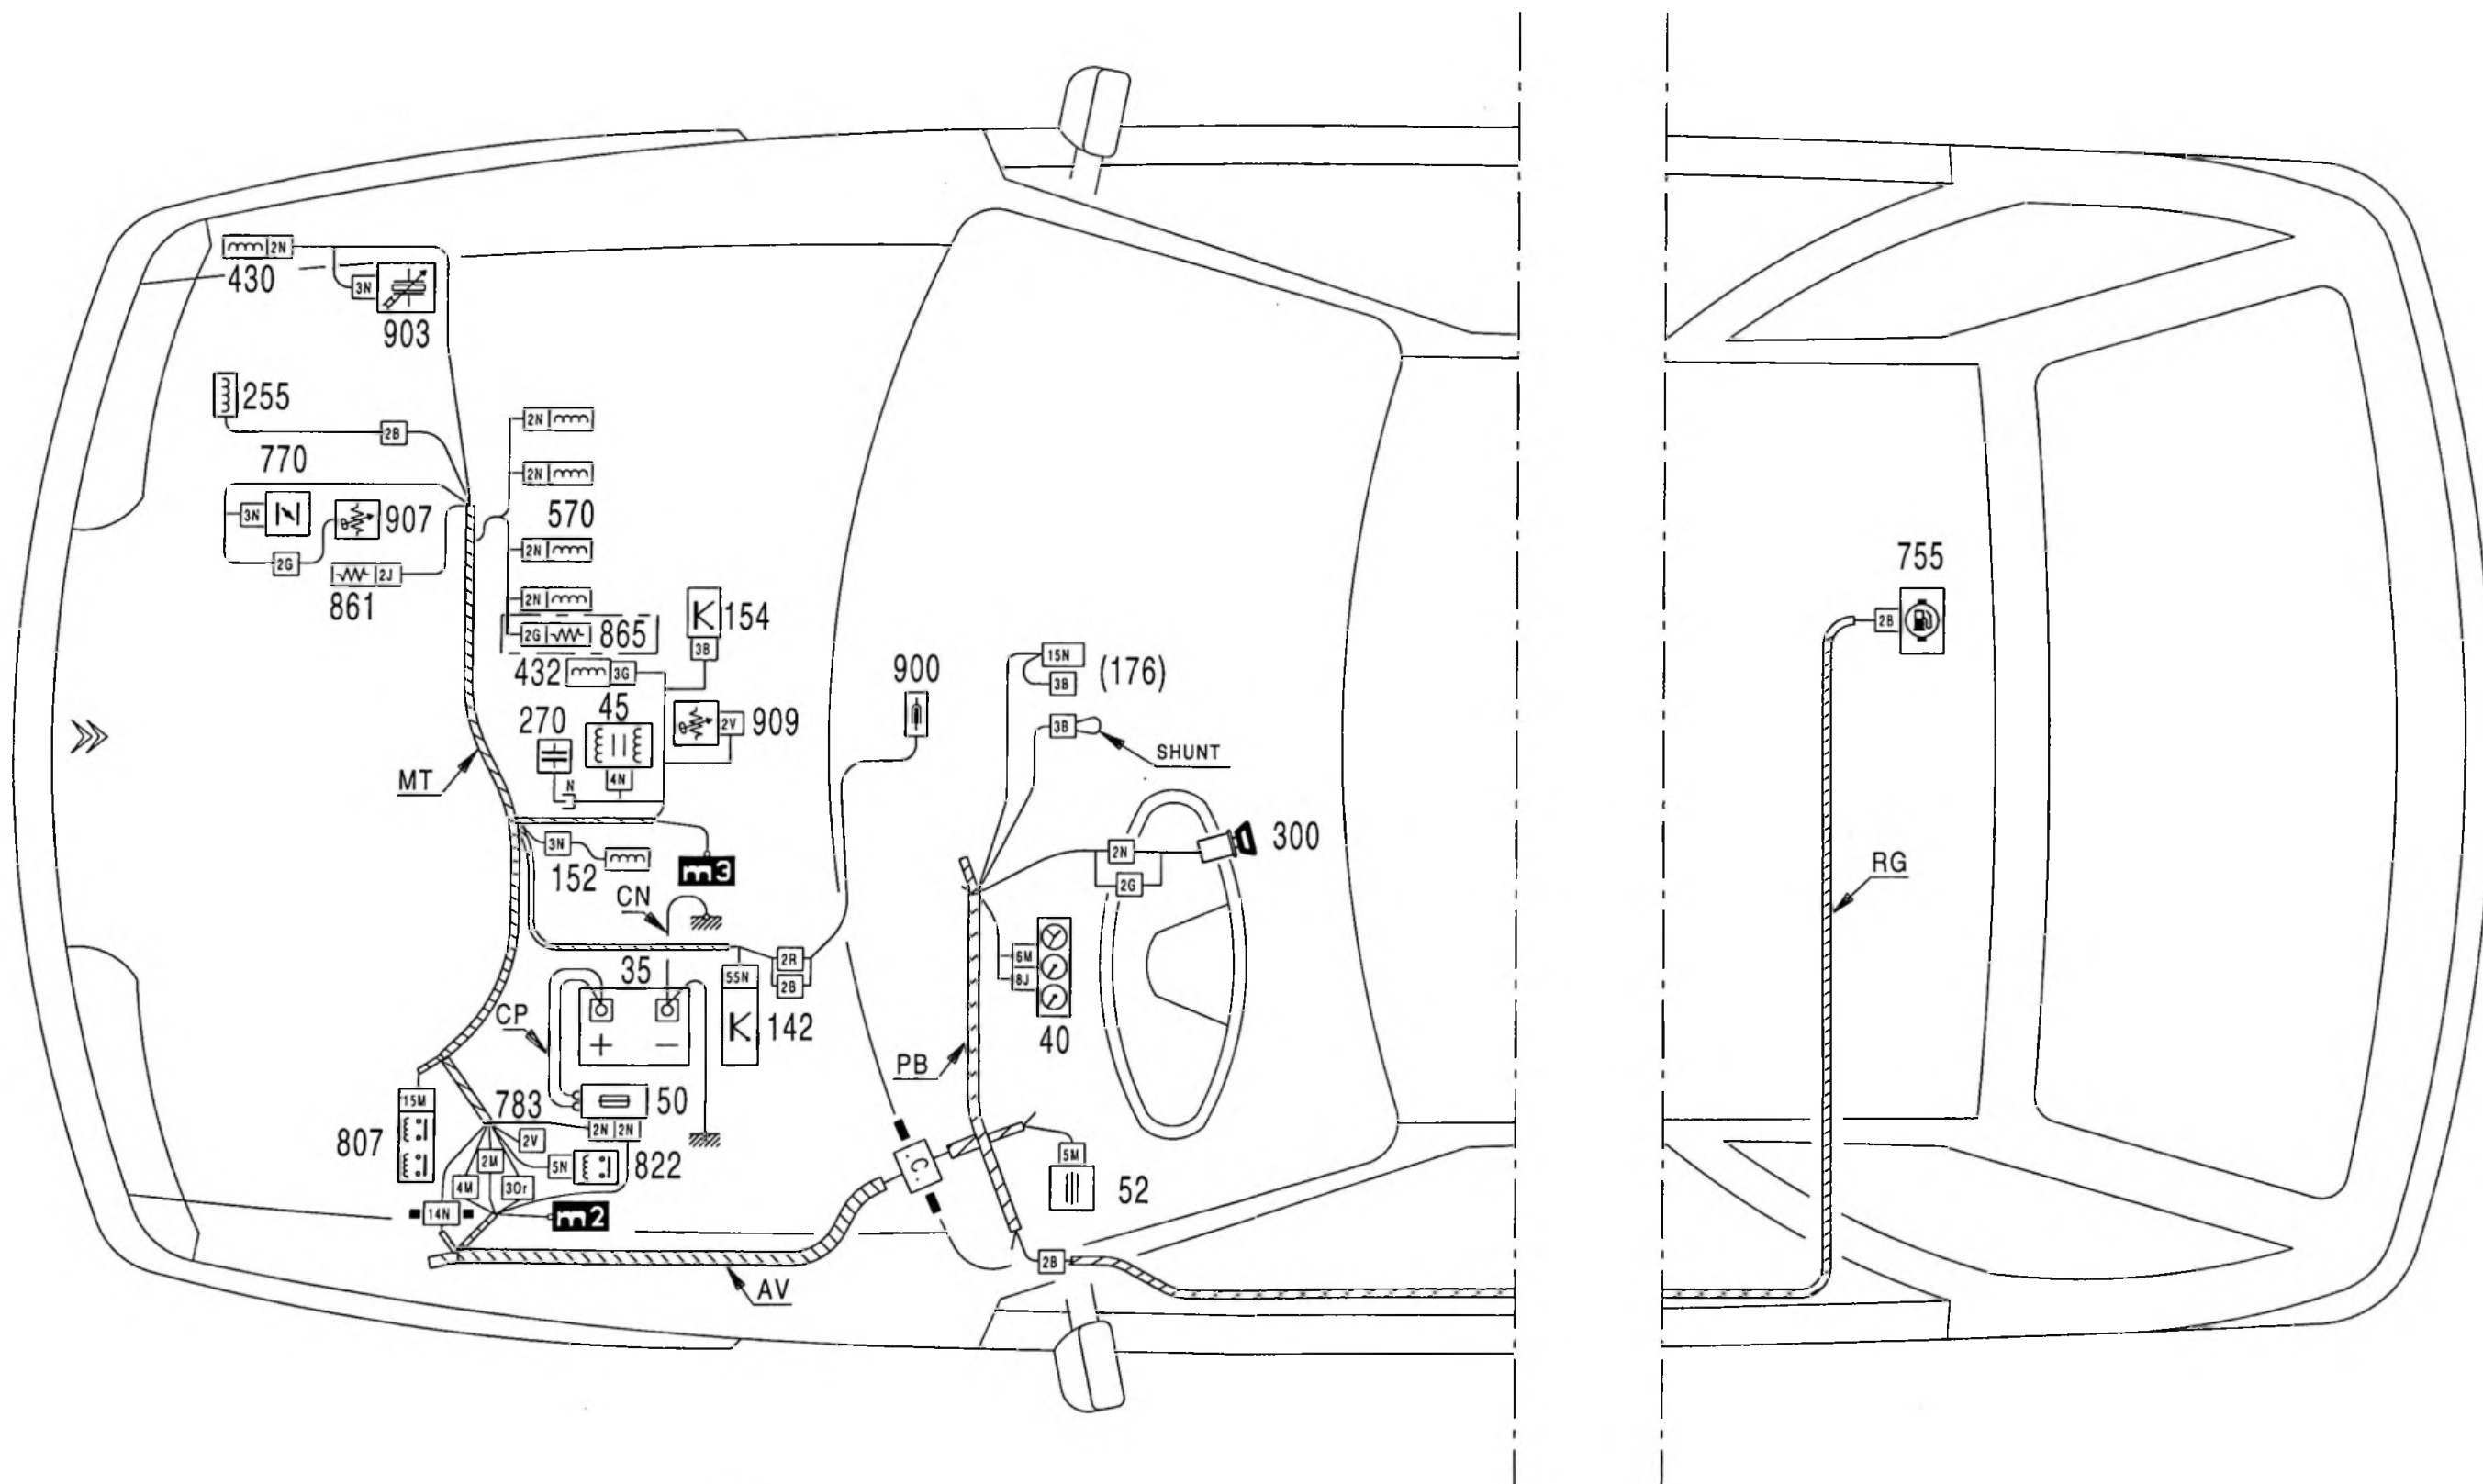 2N
430
3N
903
255
2B
2N
770
2N
3N
907
570
2G
2N
2J
861
2N
154
2G
865
3B
432
3G
900
15N
(176)
3B
755
2B
270
45
2V
909
3B
SHUNT
MT
4N
N
3N
152
m3
2N
300
2G
RG
CN
35
55N
2R
2B
6M
8J
CP
+
−
K
142
40
PB
15M
783
50
2N
2N
807
2V
2M
5N
822
4M
3Or
.C.
5M
52
14N
m2
2B
AV